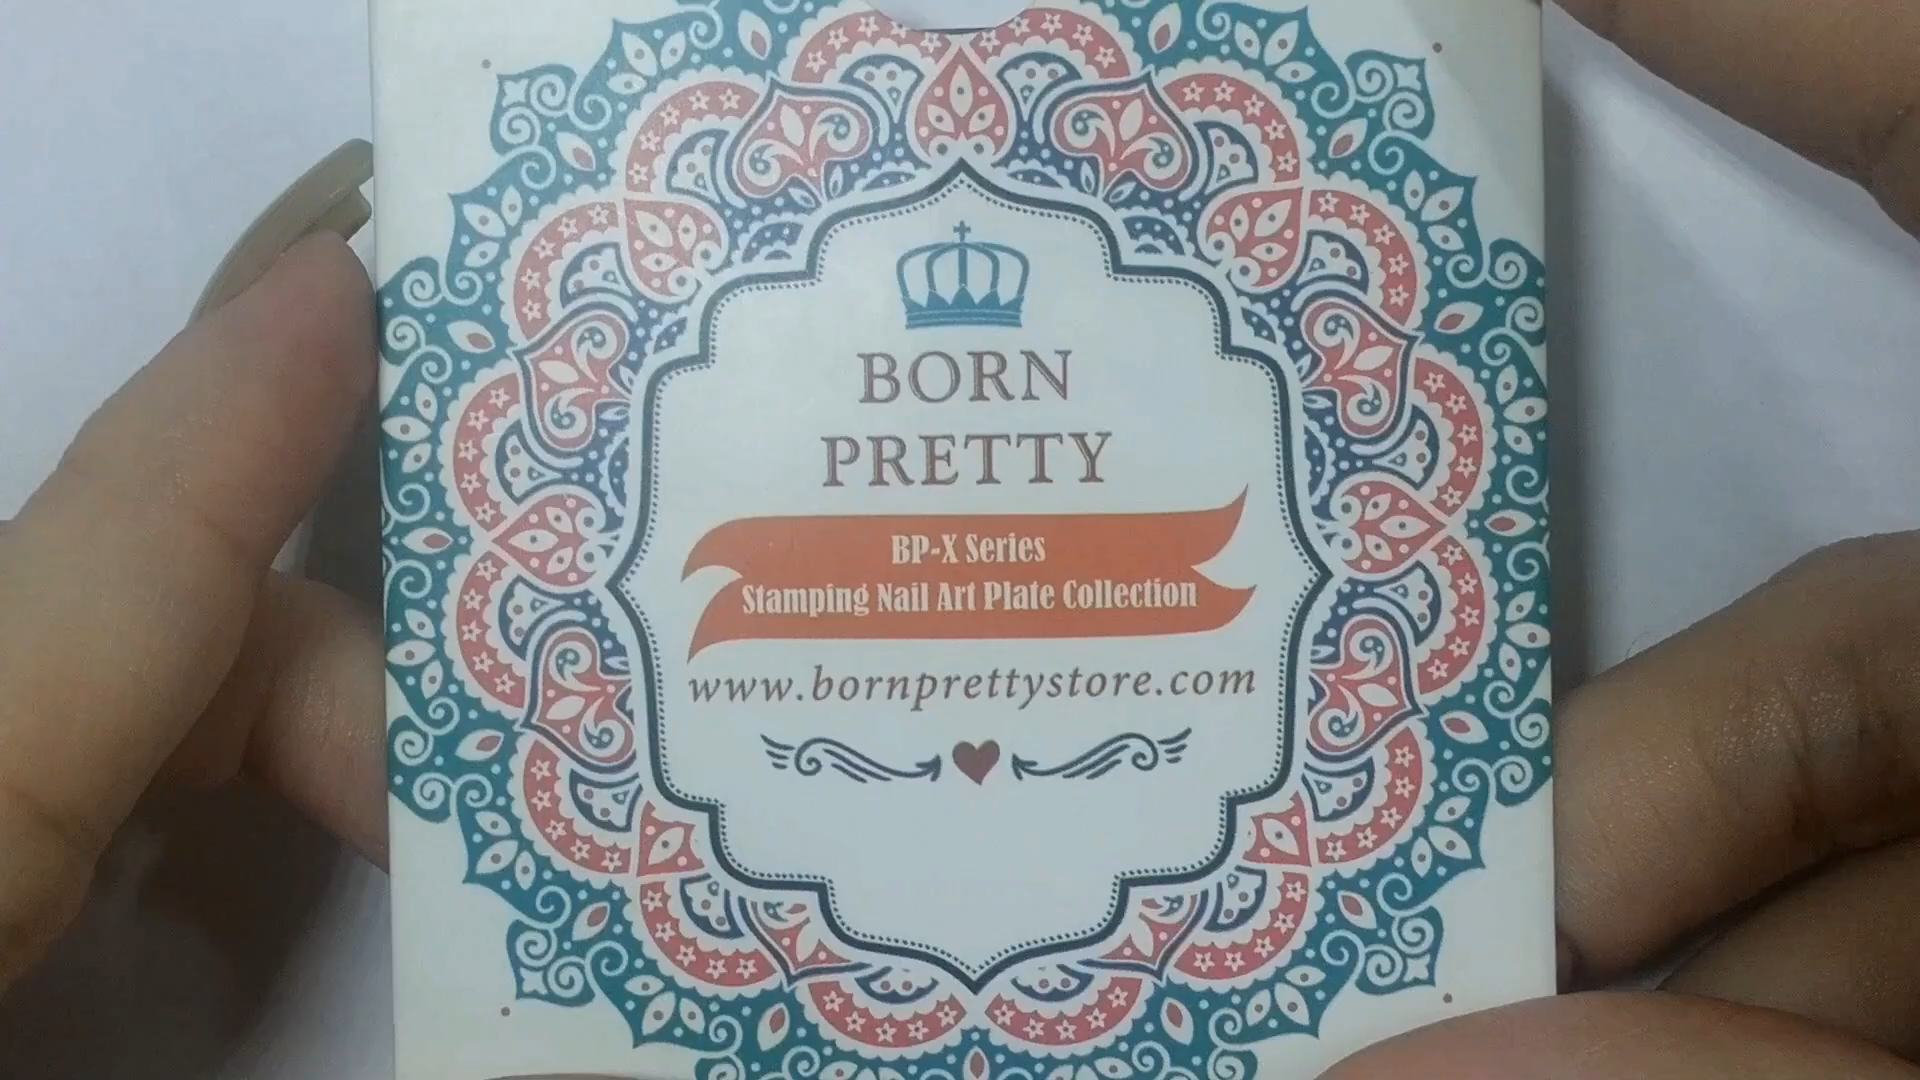 BORN
PRETTY
BP-X Series
Stamping Nail Art Plate Collection
www.bornprettystore.com